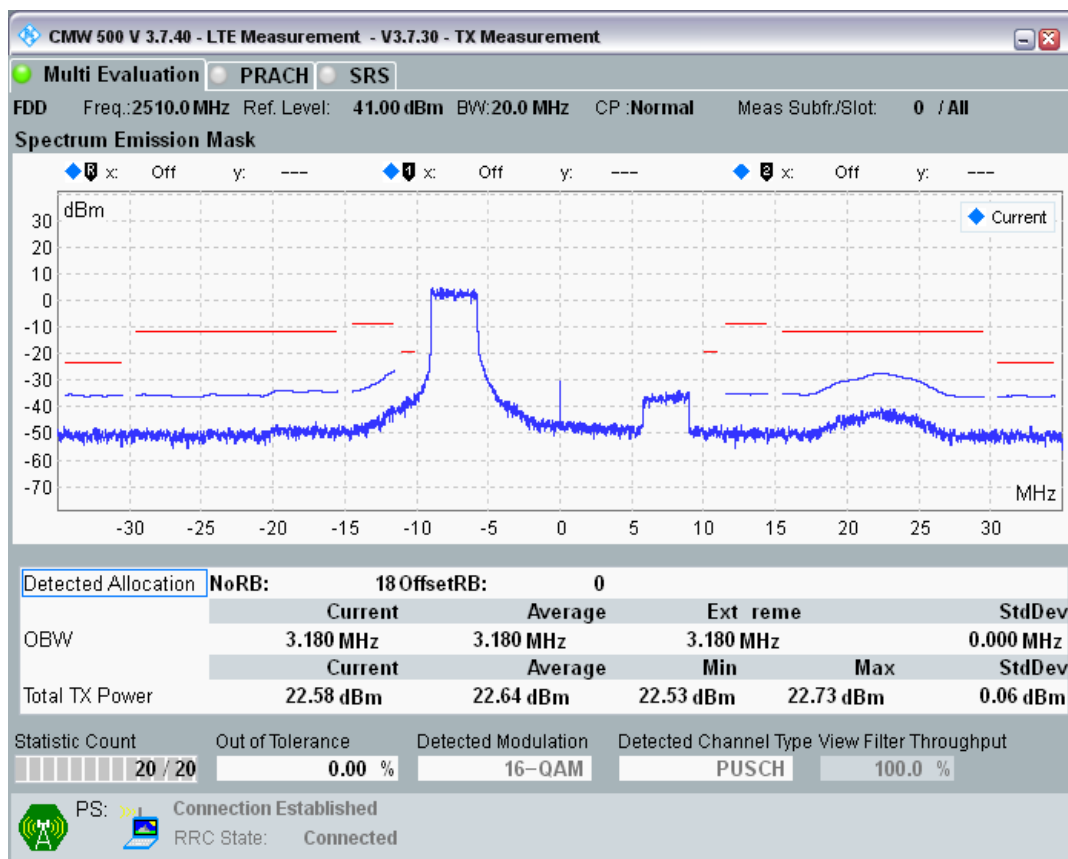 CMW 500 V 3.7.40 - LTE Measurement - V3.7.30 - TX Measurement
Multi Evaluation PRACH SRS
FDD Freq.:2510.0 MHz Ref. Level: 41.00 dBm BW:20.0 MHz CP :Normal Meas Subfr./Slot: 0 / All
Spectrum Emission Mask
R x: Off y: --- 1 x: Off y: --- 2 x: Off y: ---
dBm
Current
30
20
10
0
-10
-20
-30
-40
-50
-60
-70
MHz
-30 -25 -20 -15 -10 -5 0 5 10 15 20 25 30
Detected Allocation NoRB: 18 OffsetRB: 0
Current Average Ext reme StdDev
OBW 3.180 MHz 3.180 MHz 3.180 MHz 0.000 MHz
Current Average Min Max StdDev
Total TX Power 22.58 dBm 22.64 dBm 22.53 dBm 22.73 dBm 0.06 dBm
Statistic Count Out of Tolerance Detected Modulation Detected Channel Type View Filter Throughput
20 / 20 0.00 % 16-QAM PUSCH 100.0 %
PS: Connection Established
RRC State: Connected